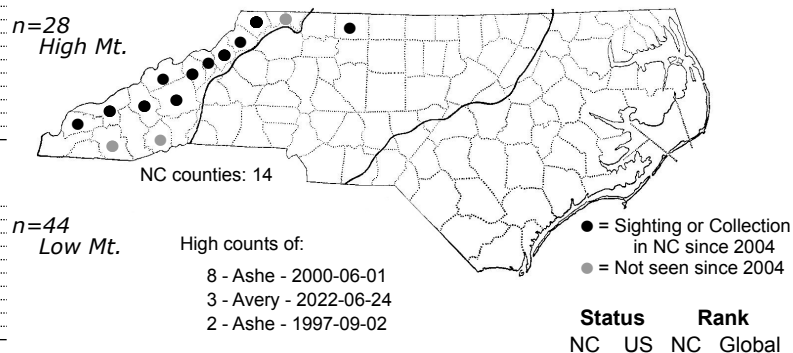 n=28
High Mt.
NC counties: 14
n=44
Low Mt.
High counts of:
8 - Ashe - 2000-06-01
3 - Avery - 2022-06-24
2 - Ashe - 1997-09-02
● = Sighting or Collection
in NC since 2004
● = Not seen since 2004
Status Rank
NC US NC Global